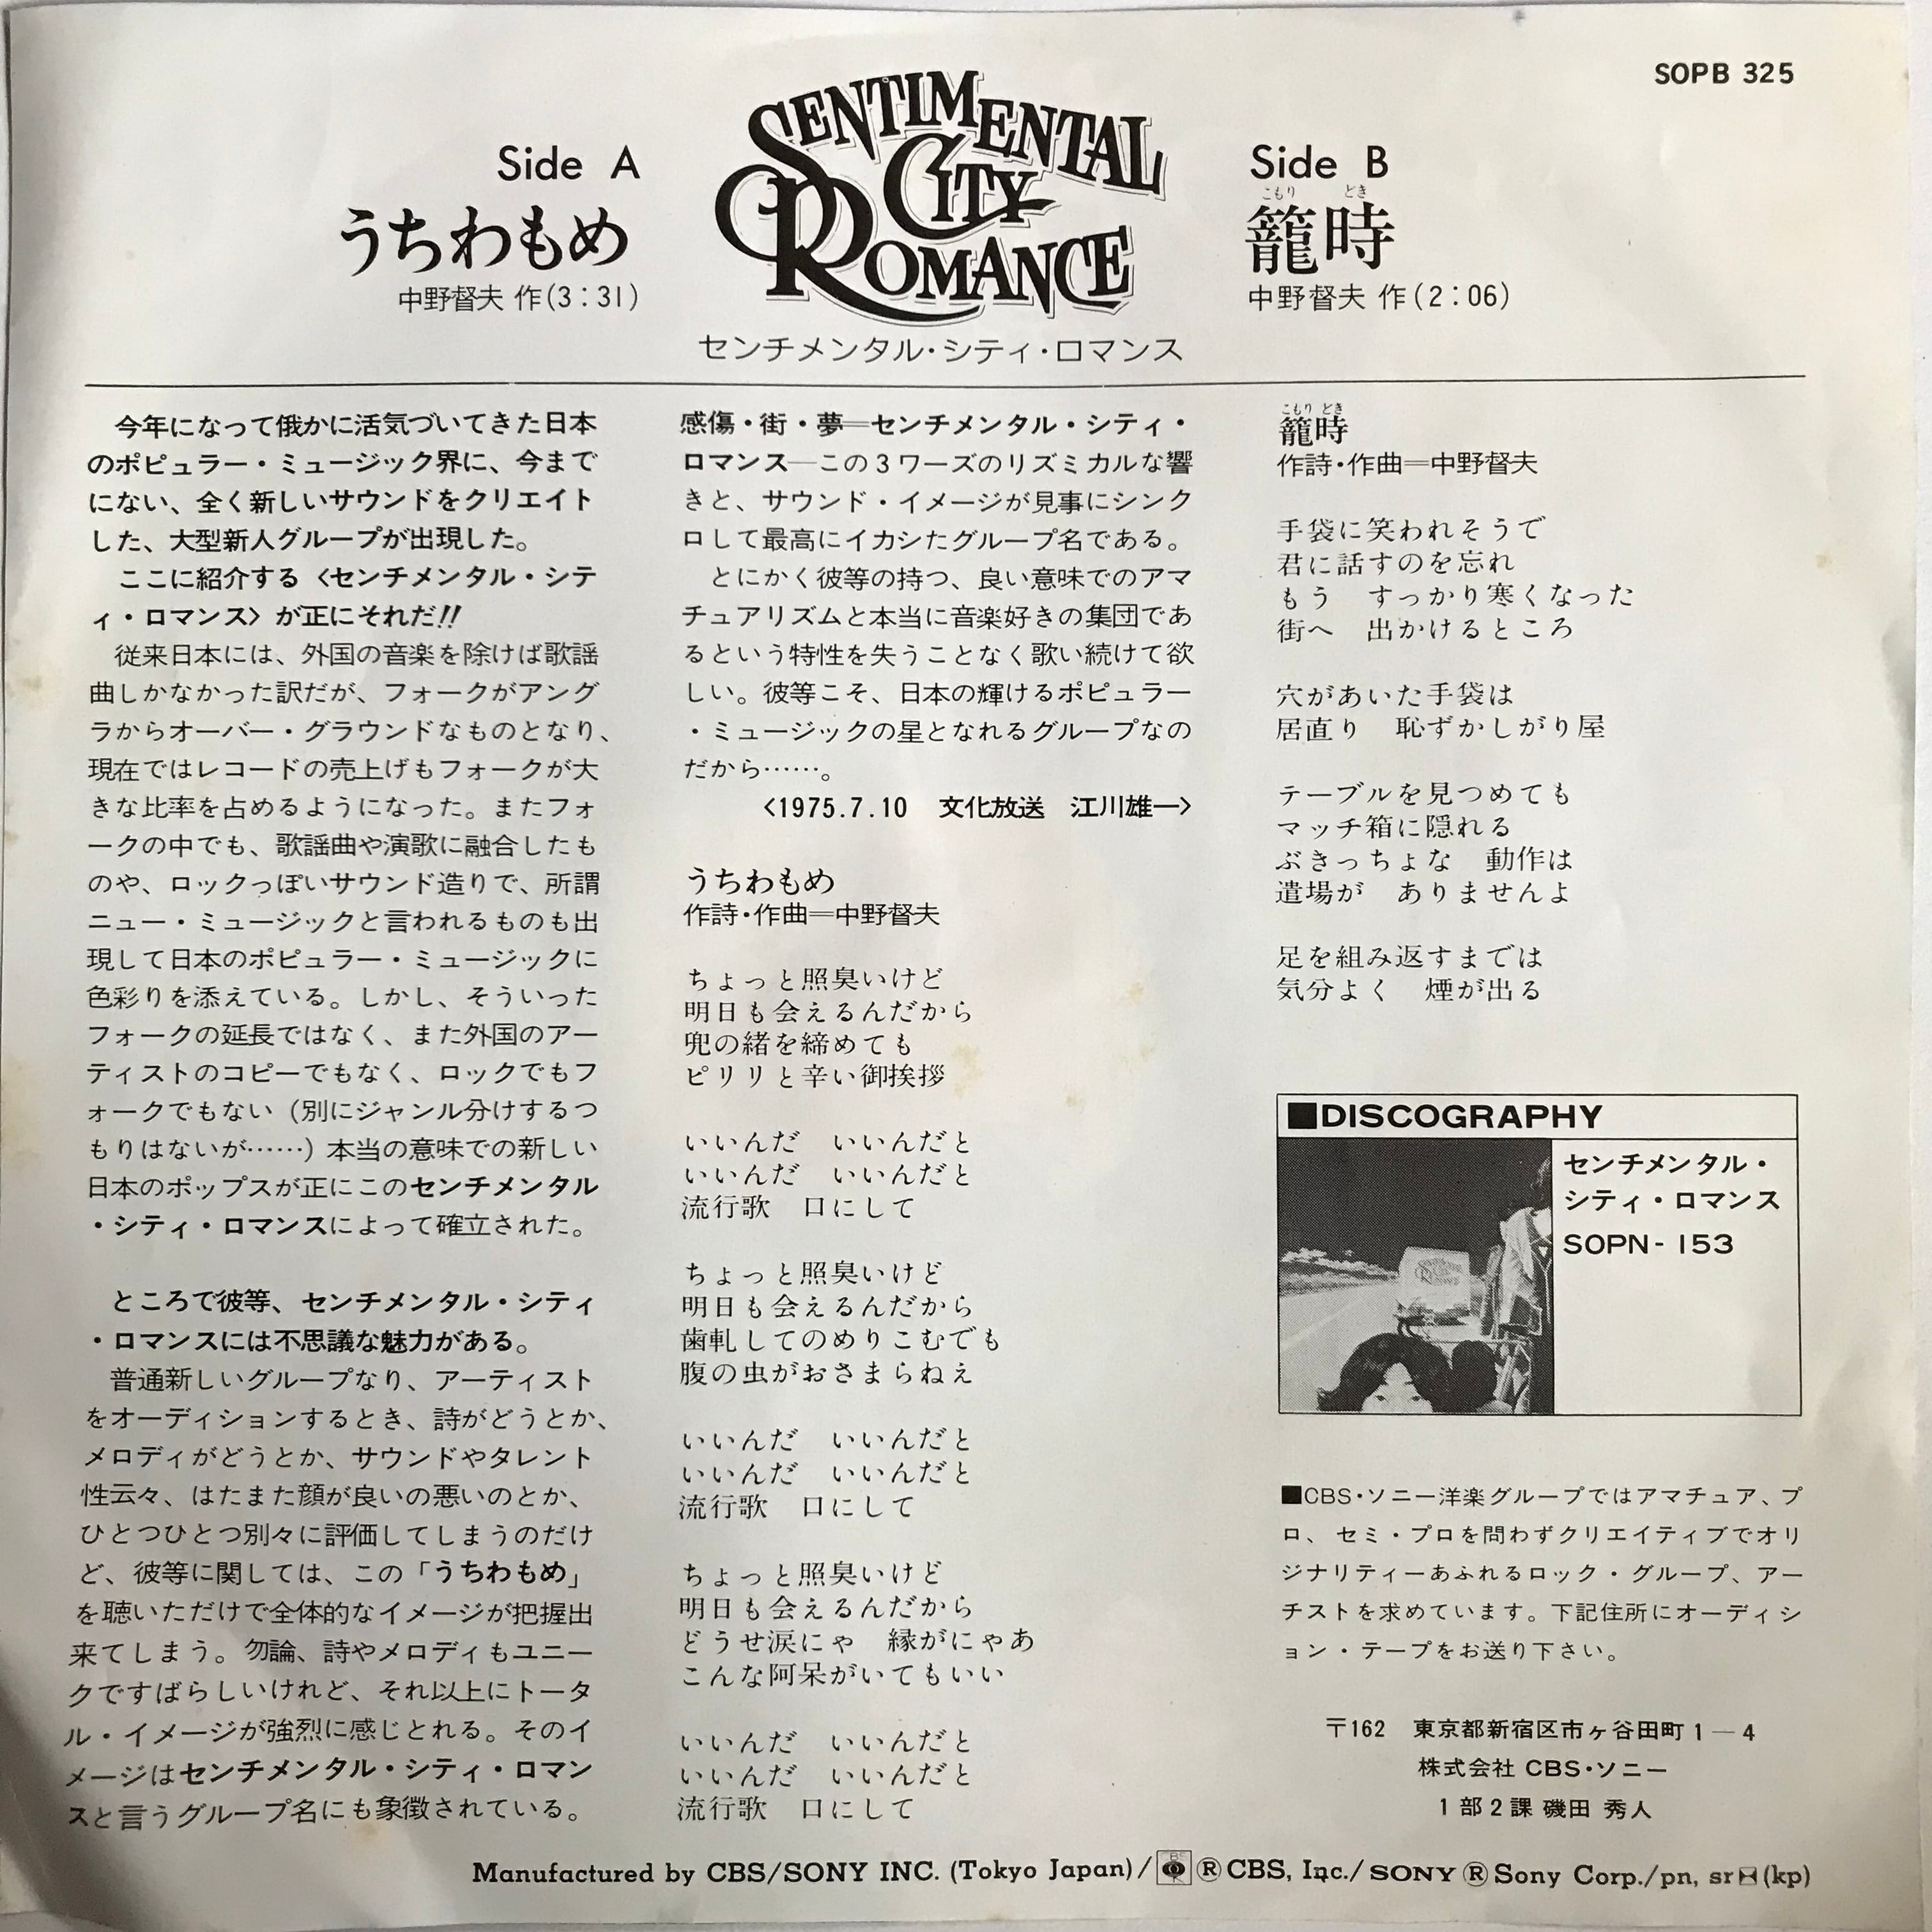 SOPB 325
Side A
うちわもめ
中野督夫 作(3:31)
SENTIMENTAL
CITY
ROMANCE
センチメンタル・シティ・ロマンス
Side B
こもり どき
籠時
中野督夫 作(2:06)
今年になって俄かに活気づいてきた日本
のポピュラー・ミュージック界に、今まで
にない、全く新しいサウンドをクリエイト
した、大型新人グループが出現した。
ここに紹介する〈センチメンタル・シテ
ィ・ロマンス〉が正にそれだ!!
従来日本には、外国の音楽を除けば歌謡
曲しかなかった訳だが、フォークがアング
ラからオーバー・グラウンドなものとなり、
現在ではレコードの売上げもフォークが大
きな比率を占めるようになった。またフォ
ークの中でも、歌謡曲や演歌に融合したも
のや、ロックっぽいサウンド造りで、所謂
ニュー・ミュージックと言われるものも出
現して日本のポピュラー・ミュージックに
色彩りを添えている。しかし、そういった
フォークの延長ではなく、また外国のアー
ティストのコピーでもなく、ロックでもフ
ォークでもない（別にジャンル分けするつ
もりはないが……）本当の意味での新しい
日本のポップスが正にこのセンチメンタル
・シティ・ロマンスによって確立された。
ところで彼等、センチメンタル・シティ
・ロマンスには不思議な魅力がある。
普通新しいグループなり、アーティスト
をオーディションするとき、詩がどうとか、
メロディがどうとか、サウンドやタレント
性云々、はたまた顔が良いの悪いのとか、
ひとつひとつ別々に評価してしまうのだけ
ど、彼等に関しては、この「うちわもめ」
を聴いただけで全体的なイメージが把握出
来てしまう。勿論、詩やメロディもユニー
クですばらしいけれど、それ以上にトータ
ル・イメージが強烈に感じとれる。そのイ
メージはセンチメンタル・シティ・ロマン
スと言うグループ名にも象徴されている。
感傷・街・夢＝センチメンタル・シティ・
ロマンス―この3ワーズのリズミカルな響
きと、サウンド・イメージが見事にシンク
ロして最高にイカシたグループ名である。
とにかく彼等の持つ、良い意味でのアマ
チュアリズムと本当に音楽好きの集団であ
るという特性を失うことなく歌い続けて欲
しい。彼等こそ、日本の輝けるポピュラー
・ミュージックの星となれるグループなの
だから……。
〈1975.7.10 文化放送 江川雄一〉
うちわもめ
作詩・作曲＝中野督夫
ちょっと照臭いけど
明日も会えるんだから
兜の緒を締めても
ピリリと辛い御挨拶
いいんだ いいんだと
いいんだ いいんだと
流行歌 口にして
ちょっと照臭いけど
明日も会えるんだから
歯軋してのめりこむでも
腹の虫がおさまらねえ
いいんだ いいんだと
いいんだ いいんだと
流行歌 口にして
ちょっと照臭いけど
明日も会えるんだから
どうせ涙にゃ 縁がにゃあ
こんな阿呆がいてもいい
いいんだ いいんだと
いいんだ いいんだと
流行歌 口にして
こもり どき
籠時
作詩・作曲＝中野督夫
手袋に笑われそうで
君に話すのを忘れ
もう すっかり寒くなった
街へ 出かけるところ
穴があいた手袋は
居直り 恥ずかしがり屋
テーブルを見つめても
マッチ箱に隠れる
ぶきっちょな 動作は
遣場が ありませんよ
足を組み返すまでは
気分よく 煙が出る
■DISCOGRAPHY
センチメンタル・
シティ・ロマンス
SOPN-153
■CBS・ソニー洋楽グループではアマチュア、プ
ロ、セミ・プロを問わずクリエイティブでオリ
ジナリティーあふれるロック・グループ、アー
チストを求めています。下記住所にオーディシ
ョン・テープをお送り下さい。
〒162 東京都新宿区市ヶ谷田町1―4
株式会社 CBS・ソニー
1部2課 磯田 秀人
Manufactured by CBS/SONY INC. (Tokyo Japan)/ ® CBS, Inc./SONY ® Sony Corp./pn, sr (kp)